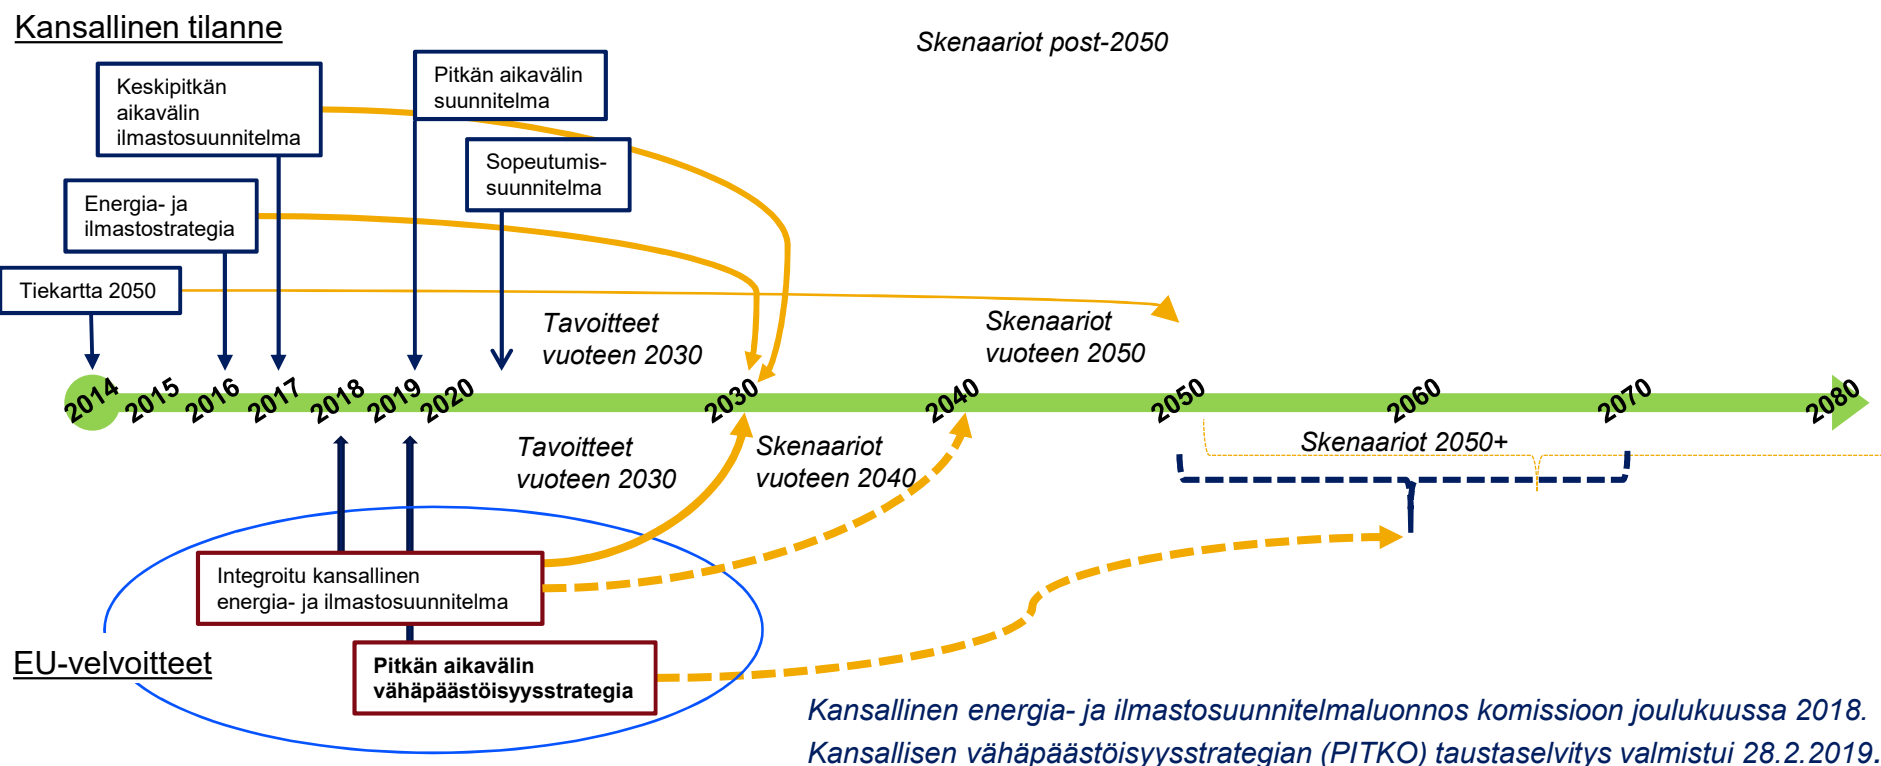 Kansallinen tilanne
Skenaariot post-2050
Keskipitkän
aikavälin
ilmastosuunnitelma
Pitkän aikavälin
suunnitelma
Sopeutumis-
suunnitelma
Energia- ja
ilmastostrategia
Tiekartta 2050
Tavoitteet
vuoteen 2030
Skenaariot
vuoteen 2050
2014
2015
2016
2017
2018
2019
2020
2030
2040
2050
2060
2070
2080
Tavoitteet
vuoteen 2030
Skenaariot
vuoteen 2040
Skenaariot 2050+
Integroitu kansallinen
energia- ja ilmastosuunnitelma
EU-velvoitteet
Pitkän aikavälin
vähäpäästöisyysstrategia
Kansallinen energia- ja ilmastosuunnitelmaluonnos komissioon joulukuussa 2018.
Kansallisen vähäpäästöisyysstrategian (PITKO) taustaselvitys valmistui 28.2.2019.